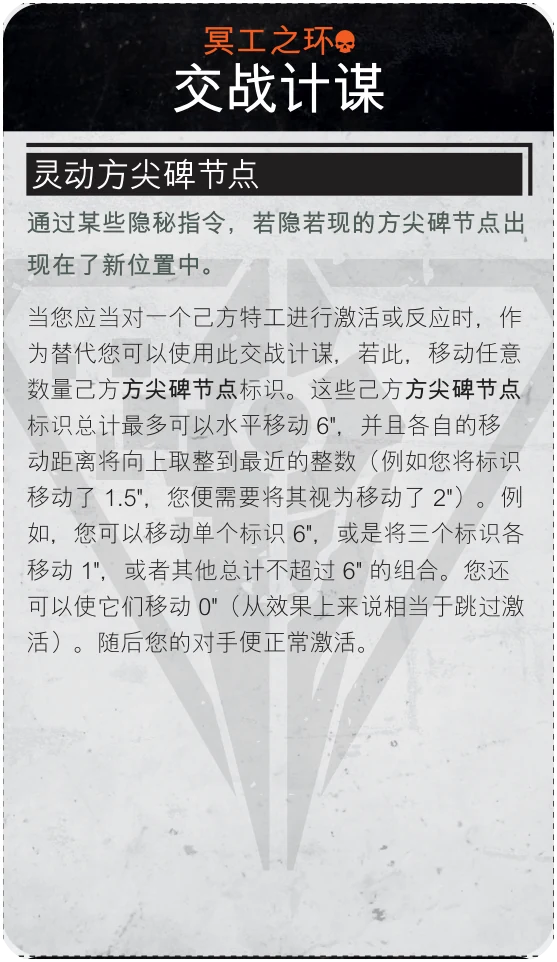 冥工之环
交战计谋
灵动方尖碑节点
通过某些隐秘指令，若隐若现的方尖碑节点出
现在了新位置中。
当您应当对一个己方特工进行激活或反应时，作
为替代您可以使用此交战计谋，若此，移动任意
数量己方方尖碑节点标识。这些己方方尖碑节点
标识总计最多可以水平移动 6"，并且各自的移
动距离将向上取整到最近的整数（例如您将标识
移动了 1.5"，您便需要将其视为移动了 2"）。例
如，您可以移动单个标识 6"，或是将三个标识各
移动 1"，或者其他总计不超过 6" 的组合。您还
可以使它们移动 0"（从效果上来说相当于跳过激
活）。随后您的对手便正常激活。